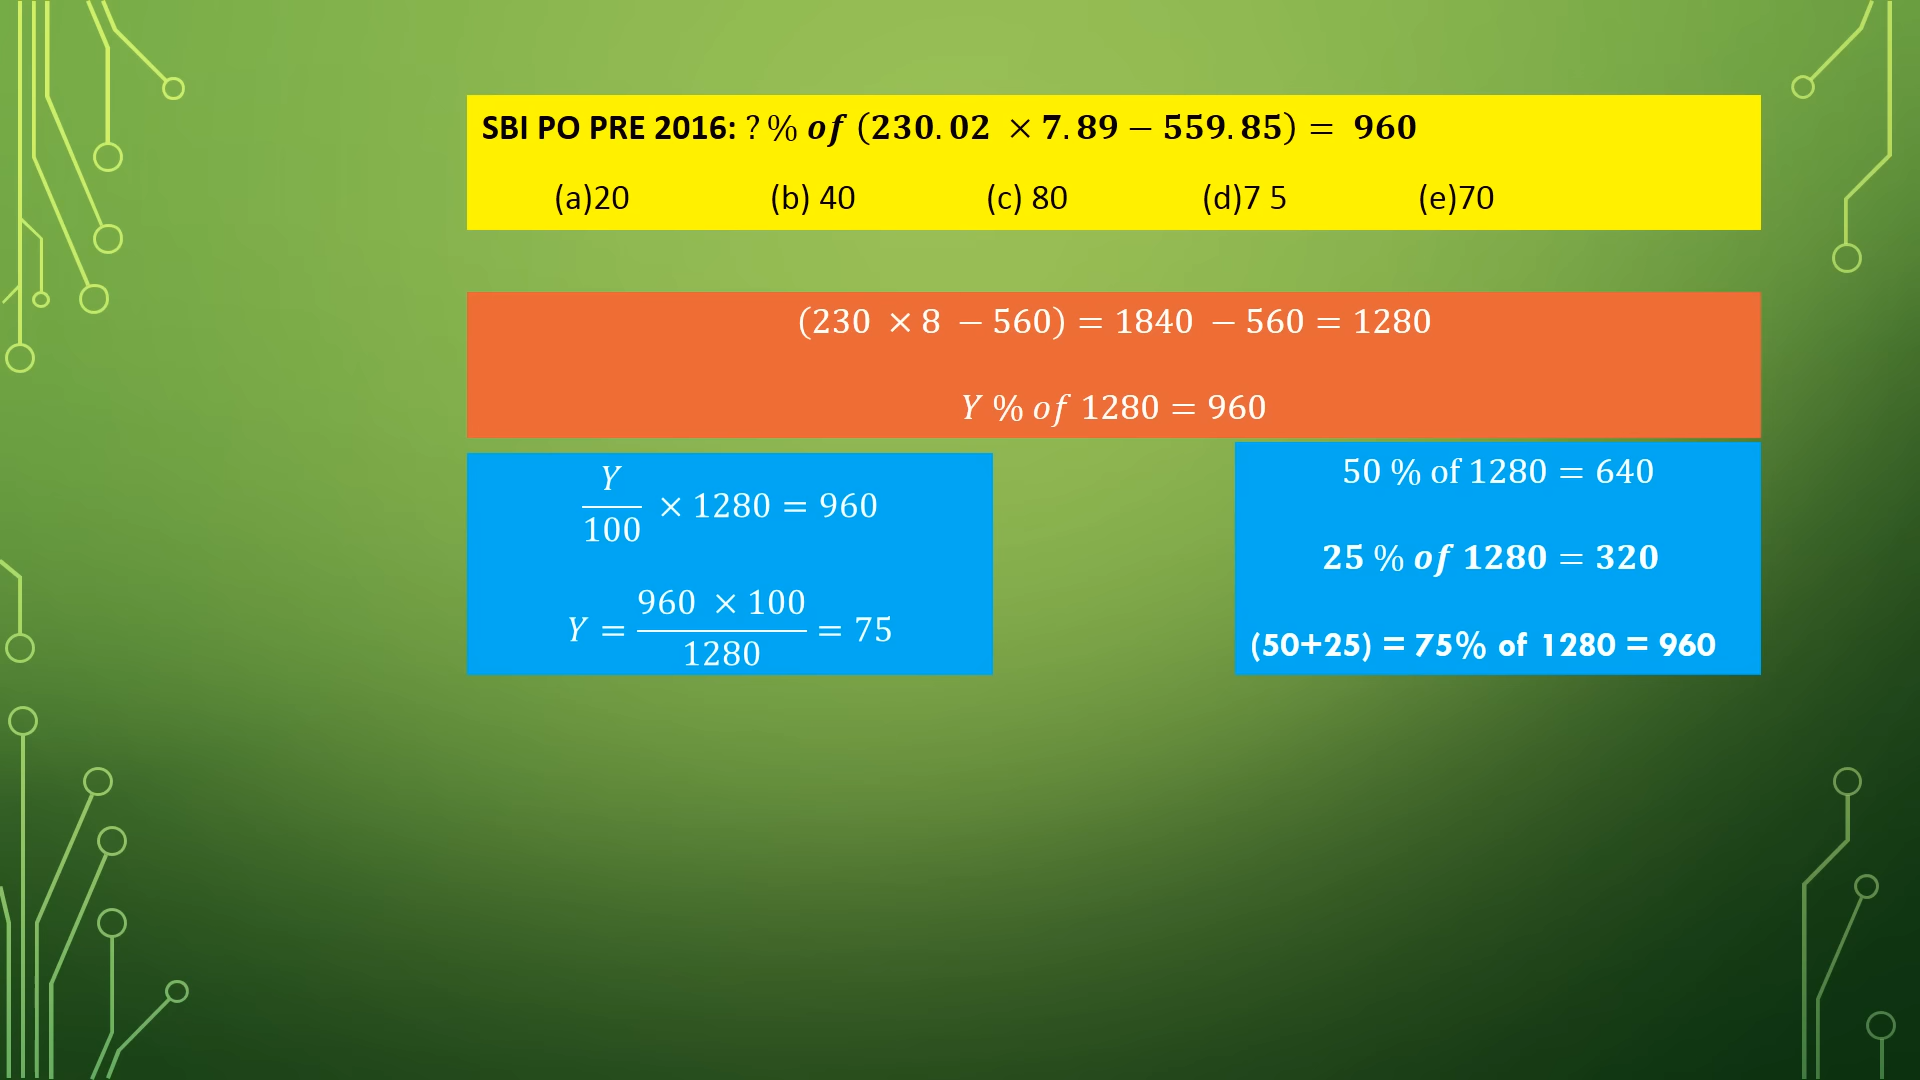 SBI PO PRE 2016: ? % of (230.02 × 7.89 − 559.85) = 960
(a)20 (b) 40 (c) 80 (d)7 5 (e)70
(230 × 8 − 560) = 1840 − 560 = 1280
Y % of 1280 = 960
Y/100 × 1280 = 960
Y = 960 × 100/1280 = 75
50 % of 1280 = 640
25 % of 1280 = 320
(50+25) = 75% of 1280 = 960